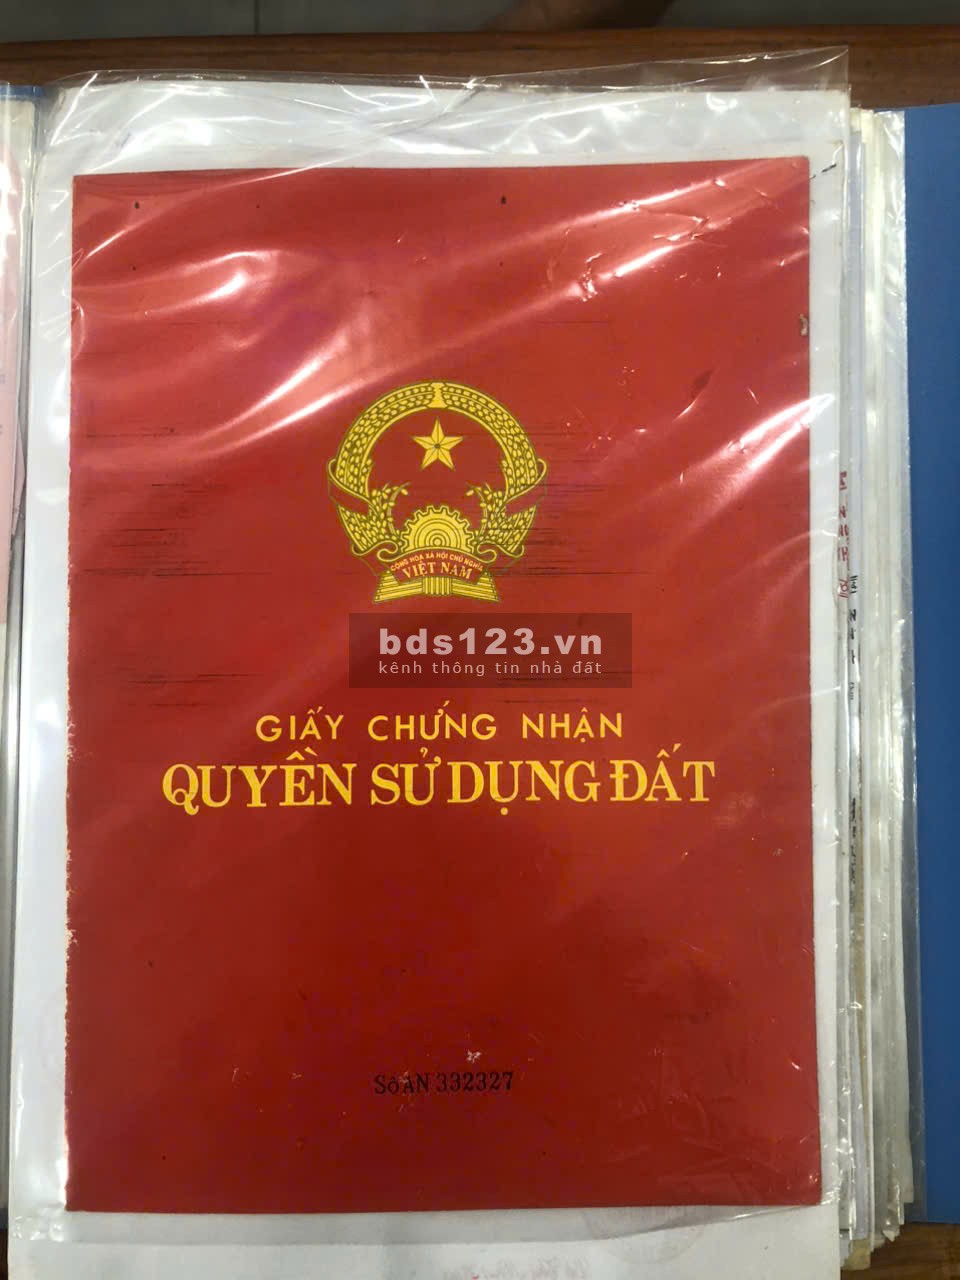 CỘNG HÒA XÃ HỘI CHỦ NGHĨA
VIỆT NAM
bds123.vn
kênh thông tin nhà đất
GIẤY CHỨNG NHẬN
QUYỀN SỬ DỤNG ĐẤT
Số AN 332327